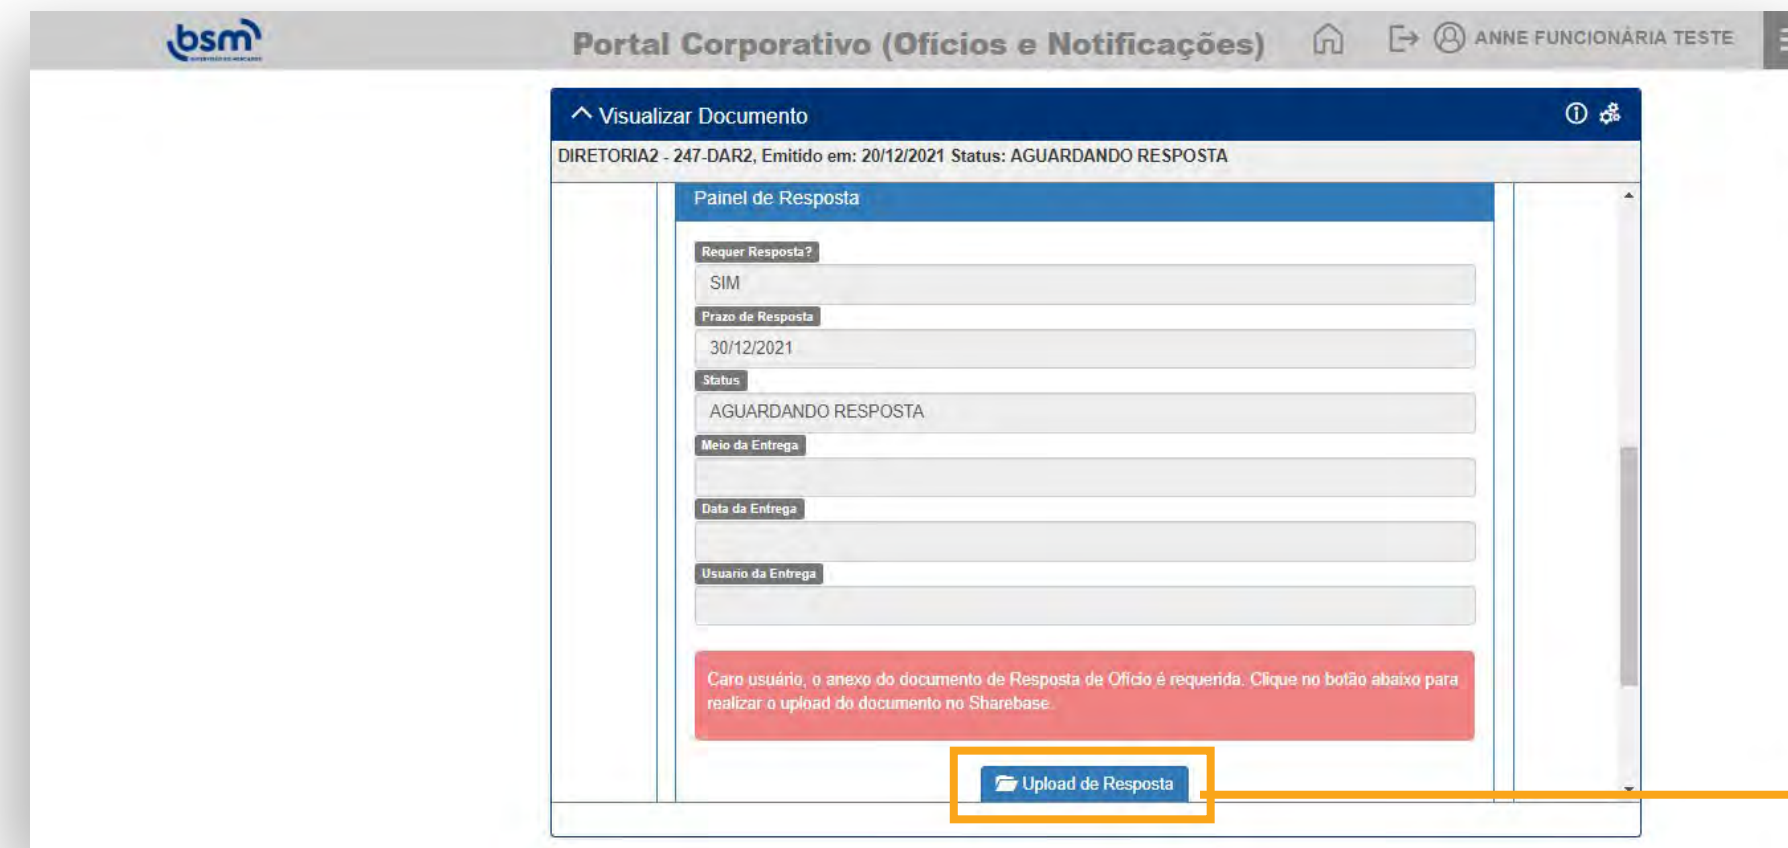 bsm
SUPERVISÃO DE MERCADOS
Portal Corporativo (Ofícios e Notificações)
ANNE FUNCIONÁRIA TESTE
Visualizar Documento
DIRETORIA2 - 247-DAR2, Emitido em: 20/12/2021 Status: AGUARDANDO RESPOSTA
Painel de Resposta
Requer Resposta?
SIM
Prazo de Resposta
30/12/2021
Status
AGUARDANDO RESPOSTA
Meio da Entrega
Data da Entrega
Usuario da Entrega
Caro usuário, o anexo do documento de Resposta de Ofício é requerida. Clique no botão abaixo para
realizar o upload do documento no Sharebase.
Upload de Resposta